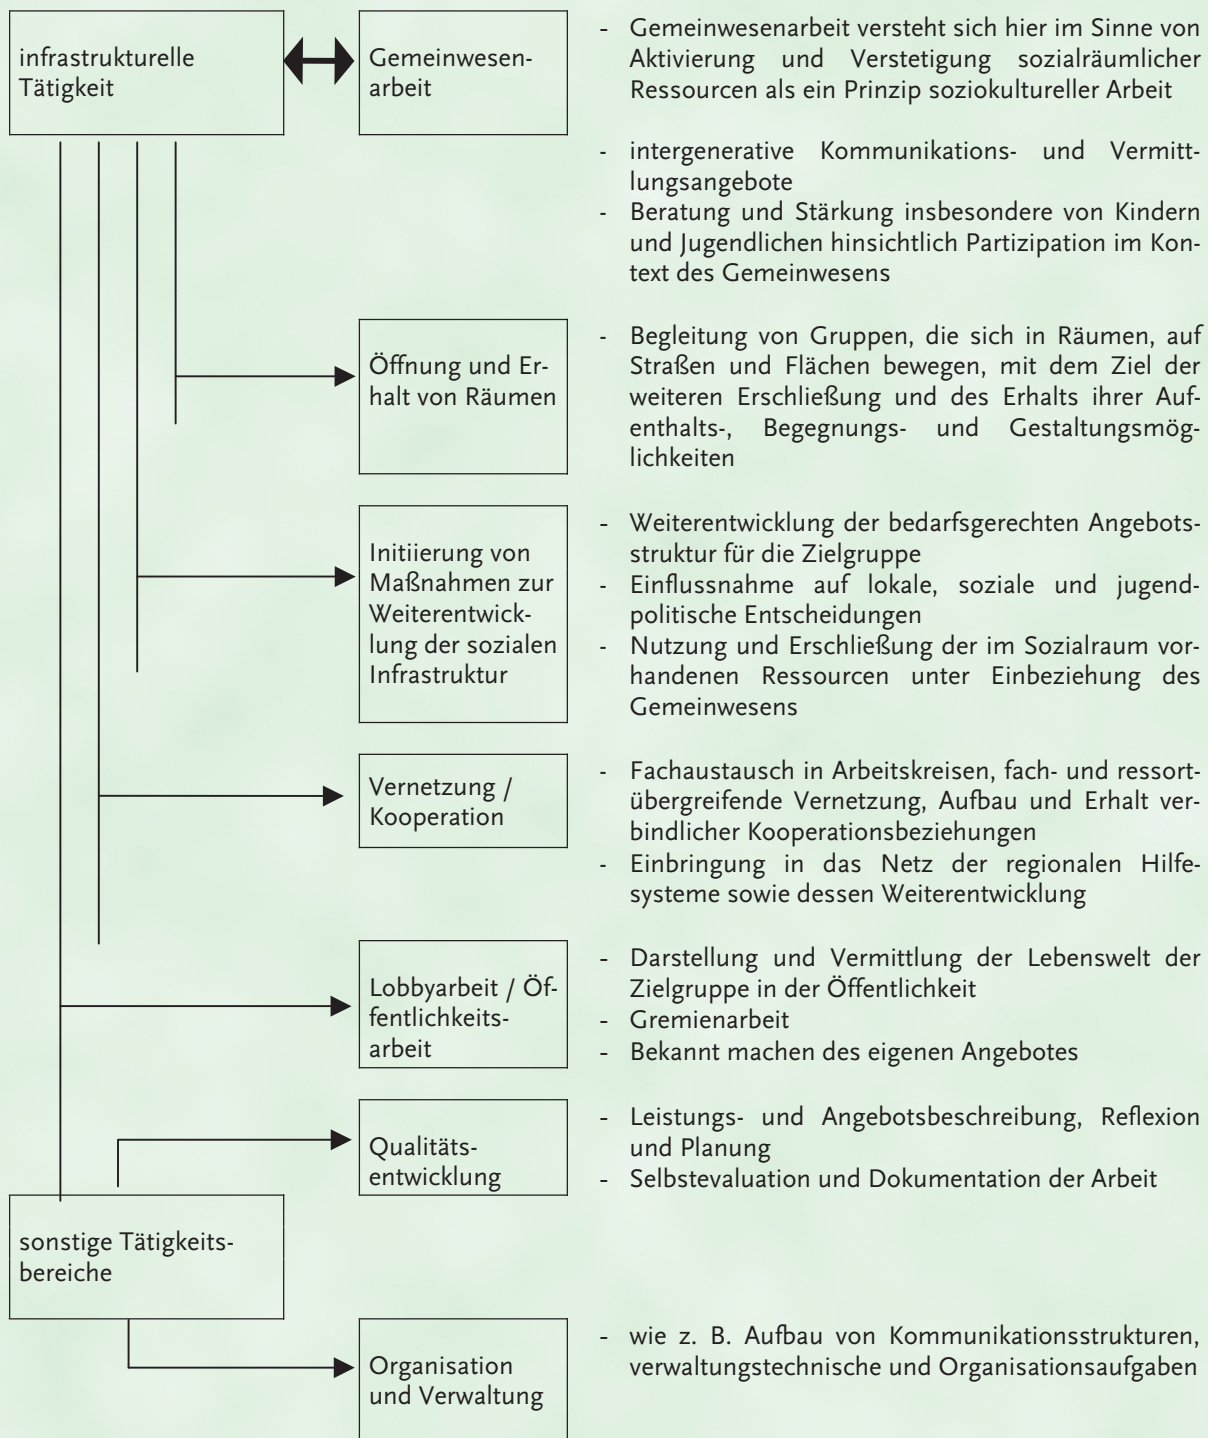 infrastrukturelle
Tätigkeit
Gemeinwesen-
arbeit
- Gemeinwesenarbeit versteht sich hier im Sinne von
Aktivierung und Verstetigung sozialräumlicher
Ressourcen als ein Prinzip soziokultureller Arbeit
- intergenerative Kommunikations- und Vermitt-
lungsangebote
- Beratung und Stärkung insbesondere von Kindern
und Jugendlichen hinsichtlich Partizipation im Kon-
text des Gemeinwesens
Öffnung und Er-
halt von Räumen
- Begleitung von Gruppen, die sich in Räumen, auf
Straßen und Flächen bewegen, mit dem Ziel der
weiteren Erschließung und des Erhalts ihrer Auf-
enthalts-, Begegnungs- und Gestaltungsmög-
lichkeiten
Initiierung von
Maßnahmen zur
Weiterentwick-
lung der sozialen
Infrastruktur
- Weiterentwicklung der bedarfsgerechten Angebots-
struktur für die Zielgruppe
- Einflussnahme auf lokale, soziale und jugend-
politische Entscheidungen
- Nutzung und Erschließung der im Sozialraum vor-
handenen Ressourcen unter Einbeziehung des
Gemeinwesens
Vernetzung /
Kooperation
- Fachaustausch in Arbeitskreisen, fach- und ressort-
übergreifende Vernetzung, Aufbau und Erhalt ver-
bindlicher Kooperationsbeziehungen
- Einbringung in das Netz der regionalen Hilfe-
systeme sowie dessen Weiterentwicklung
Lobbyarbeit / Öf-
fentlichkeits-
arbeit
- Darstellung und Vermittlung der Lebenswelt der
Zielgruppe in der Öffentlichkeit
- Gremienarbeit
- Bekannt machen des eigenen Angebotes
Qualitäts-
entwicklung
- Leistungs- und Angebotsbeschreibung, Reflexion
und Planung
- Selbstevaluation und Dokumentation der Arbeit
sonstige Tätigkeits-
bereiche
Organisation
und Verwaltung
- wie z. B. Aufbau von Kommunikationsstrukturen,
verwaltungstechnische und Organisationsaufgaben